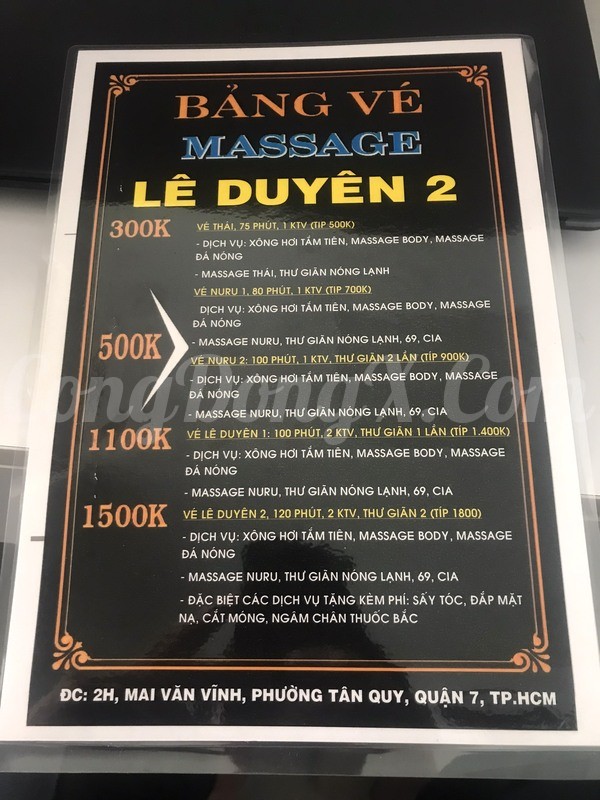 BẢNG VÉ
MASSAGE
LÊ DUYÊN 2
300K
VÉ THÁI, 75 PHÚT, 1 KTV (TIP 500K)
- DỊCH VỤ: XÔNG HƠI TẮM TIÊN, MASSAGE BODY, MASSAGE
ĐÁ NÓNG
- MASSAGE THÁI, THƯ GIÃN NÓNG LẠNH
VÉ NURU 1, 80 PHÚT, 1 KTV (TIP 700K)
DỊCH VỤ: XÔNG HƠI TẮM TIÊN, MASSAGE BODY, MASSAGE
ĐÁ NÓNG
500K
- MASSAGE NURU, THƯ GIÃN NÓNG LẠNH, 69, CIA
VÉ NURU 2: 100 PHÚT, 1 KTV, THƯ GIÃN 2 LẦN (TÍP 900K)
- DỊCH VỤ: XÔNG HƠI TẮM TIÊN, MASSAGE BODY, MASSAGE
ĐÁ NÓNG
- MASSAGE NURU, THƯ GIÃN NÓNG LẠNH, 69, CIA
CongDongX.Com
1100K
VÉ LÊ DUYÊN 1: 100 PHÚT, 2 KTV, THƯ GIÃN 1 LẦN (TÍP 1.400K)
- DỊCH VỤ: XÔNG HƠI TẮM TIÊN, MASSAGE BODY, MASSAGE
ĐÁ NÓNG
- MASSAGE NURU, THƯ GIÃN NÓNG LẠNH, 69, CIA
1500K
VÉ LÊ DUYÊN 2, 120 PHÚT, 2 KTV, THƯ GIÃN 2 (TÍP 1800)
- DỊCH VỤ: XÔNG HƠI TẮM TIÊN, MASSAGE BODY, MASSAGE
ĐÁ NÓNG
- MASSAGE NURU, THƯ GIÃN NÓNG LẠNH, 69, CIA
- ĐẶC BIỆT CÁC DỊCH VỤ TẶNG KÈM PHÍ: SẤY TÓC, ĐẮP MẶT
NẠ, CẮT MÓNG, NGÂM CHÂN THUỐC BẮC
ĐC: 2H, MAI VĂN VĨNH, PHƯỜNG TÂN QUY, QUẬN 7, TP.HCM